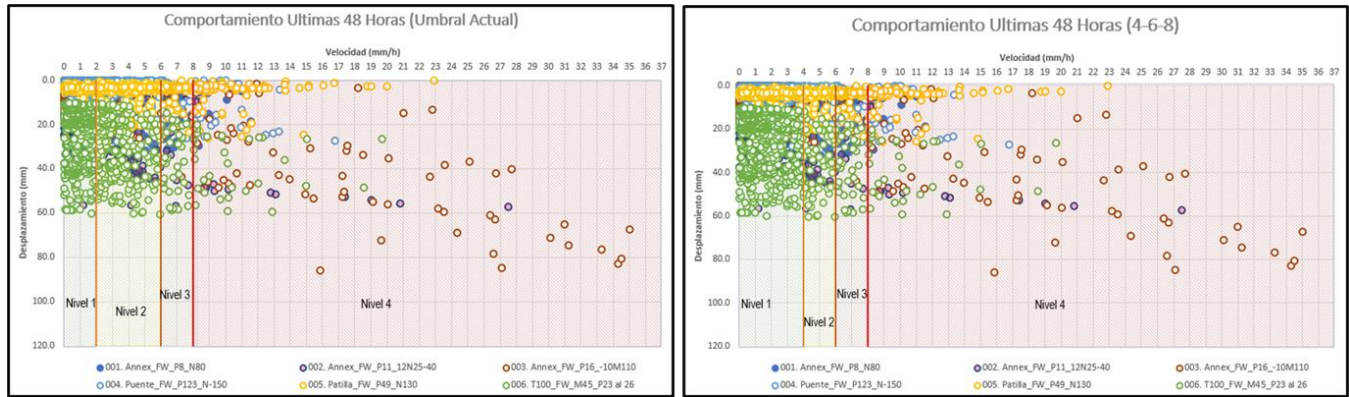 Comportamiento Ultimas 48 Horas (Umbral Actual)
Velocidad (mm/h)
0 1 2 3 4 5 6 7 8 9 10 11 12 13 14 15 16 17 18 19 20 21 22 23 24 25 26 27 28 29 30 31 32 33 34 35 36 37
Desplazamiento (mm)
0.0
20.0
40.0
60.0
80.0
100.0
120.0
Nivel 1
Nivel 2
Nivel 3
Nivel 4
001. Annex_FW_P8_N80 002. Annex_FW_P11_12N25-40 003. Annex_FW_P16_-10M110
004. Puente_FW_P123_N-150 005. Patilla_FW_P49_N130 006. T100_FW_M45_P23 al 26
Comportamiento Ultimas 48 Horas (4-6-8)
Velocidad (mm/h)
0 1 2 3 4 5 6 7 8 9 10 11 12 13 14 15 16 17 18 19 20 21 22 23 24 25 26 27 28 29 30 31 32 33 34 35 36 37
Desplazamiento (mm)
0.0
20.0
40.0
60.0
80.0
100.0
120.0
Nivel 1
Nivel 2
Nivel 3
Nivel 4
001. Annex_FW_P8_N80 002. Annex_FW_P11_12N25-40 003. Annex_FW_P16_-10M110
004. Puente_FW_P123_N-150 005. Patilla_FW_P49_N130 006. T100_FW_M45_P23 al 26